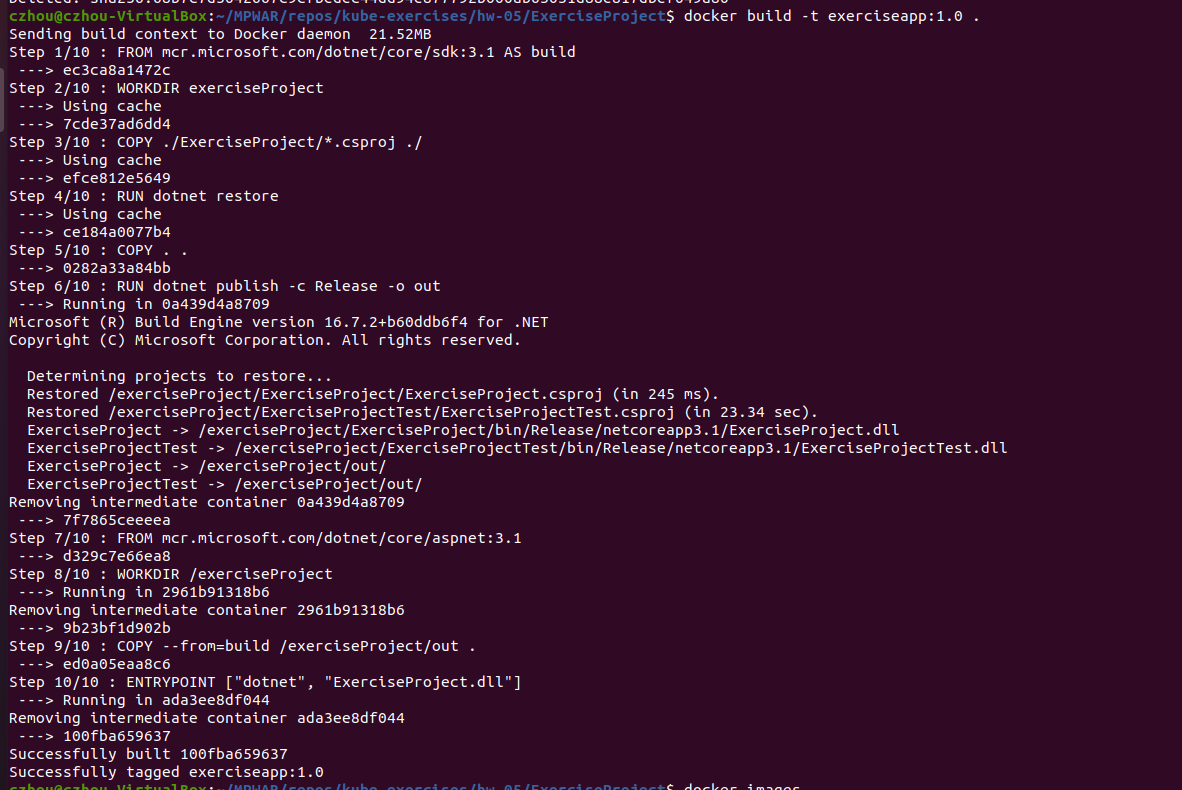 czhou@czhou-VirtualBox:~/MPWAR/repos/kube-exercises/hw-05/ExerciseProject$ docker build -t exerciseapp:1.0 .
Sending build context to Docker daemon  21.52MB
Step 1/10 : FROM mcr.microsoft.com/dotnet/core/sdk:3.1 AS build
 ---> ec3ca8a1472c
Step 2/10 : WORKDIR exerciseProject
 ---> Using cache
 ---> 7cde37ad6dd4
Step 3/10 : COPY ./ExerciseProject/*.csproj ./
 ---> Using cache
 ---> efce812e5649
Step 4/10 : RUN dotnet restore
 ---> Using cache
 ---> ce184a0077b4
Step 5/10 : COPY . .
 ---> 0282a33a84bb
Step 6/10 : RUN dotnet publish -c Release -o out
 ---> Running in 0a439d4a8709
Microsoft (R) Build Engine version 16.7.2+b60ddb6f4 for .NET
Copyright (C) Microsoft Corporation. All rights reserved.
  Determining projects to restore...
  Restored /exerciseProject/ExerciseProject/ExerciseProject.csproj (in 245 ms).
  Restored /exerciseProject/ExerciseProjectTest/ExerciseProjectTest.csproj (in 23.34 sec).
  ExerciseProject -> /exerciseProject/ExerciseProject/bin/Release/netcoreapp3.1/ExerciseProject.dll
  ExerciseProjectTest -> /exerciseProject/ExerciseProjectTest/bin/Release/netcoreapp3.1/ExerciseProjectTest.dll
  ExerciseProject -> /exerciseProject/out/
  ExerciseProjectTest -> /exerciseProject/out/
Removing intermediate container 0a439d4a8709
 ---> 7f7865ceeeea
Step 7/10 : FROM mcr.microsoft.com/dotnet/core/aspnet:3.1
 ---> d329c7e66ea8
Step 8/10 : WORKDIR /exerciseProject
 ---> Running in 2961b91318b6
Removing intermediate container 2961b91318b6
 ---> 9b23bf1d902b
Step 9/10 : COPY --from=build /exerciseProject/out .
 ---> ed0a05eaa8c6
Step 10/10 : ENTRYPOINT ["dotnet", "ExerciseProject.dll"]
 ---> Running in ada3ee8df044
Removing intermediate container ada3ee8df044
 ---> 100fba659637
Successfully built 100fba659637
Successfully tagged exerciseapp:1.0
czhou@czhou-VirtualBox:~/MPWAR/repos/kube-exercises/hw-05/ExerciseProject$ docker images